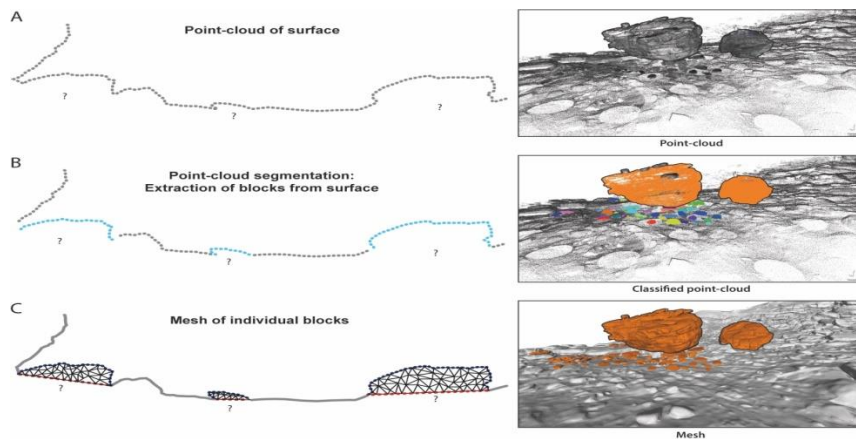 A
Point-cloud of surface
?
?
?
Point-cloud
B
Point-cloud segmentation:
Extraction of blocks from surface
?
?
?
Classified point-cloud
C
Mesh of individual blocks
?
?
?
Mesh